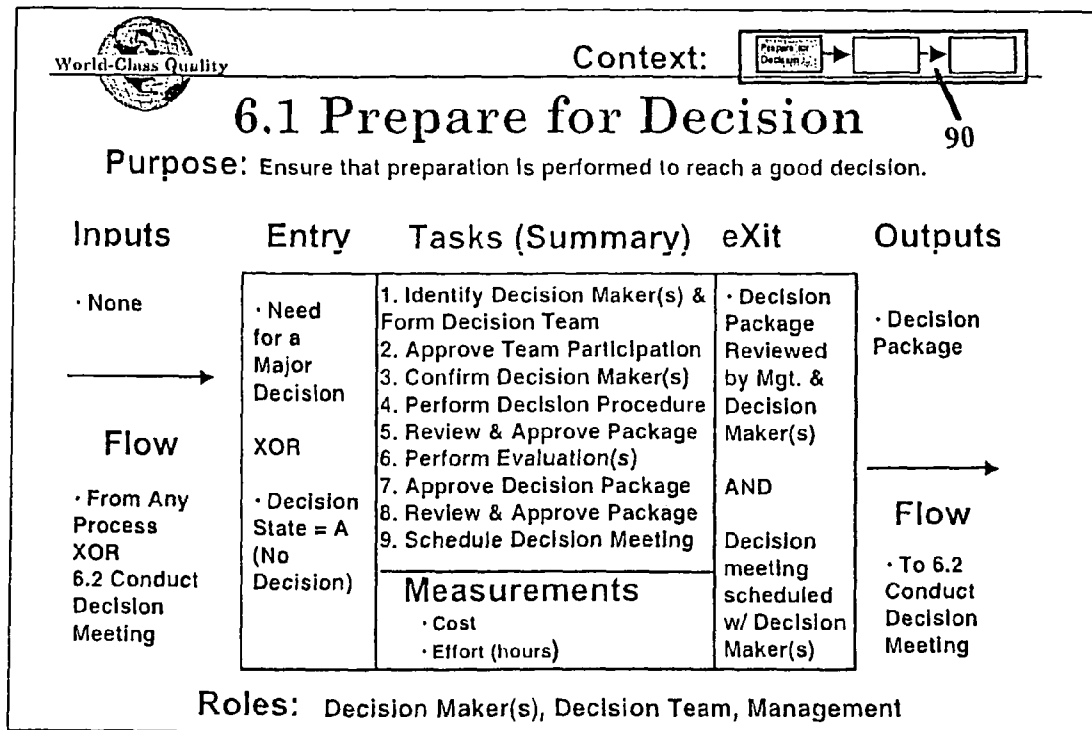 World-Class Quality
Context:
Prepare for
Decision
90
6.1 Prepare for Decision
Purpose: Ensure that preparation is performed to reach a good decision.
Inputs
· None
Flow
· From Any
Process
XOR
6.2 Conduct
Decision
Meeting
Entry
· Need
for a
Major
Decision
XOR
· Decision
State = A
(No
Decision)
Tasks (Summary)
1. Identify Decision Maker(s) &
Form Decision Team
2. Approve Team Participation
3. Confirm Decision Maker(s)
4. Perform Decision Procedure
5. Review & Approve Package
6. Perform Evaluation(s)
7. Approve Decision Package
8. Review & Approve Package
9. Schedule Decision Meeting
Measurements
· Cost
· Effort (hours)
eXit
· Decision
Package
Reviewed
by Mgt. &
Decision
Maker(s)
AND
Decision
meeting
scheduled
w/ Decision
Maker(s)
Outputs
· Decision
Package
Flow
· To 6.2
Conduct
Decision
Meeting
Roles: Decision Maker(s), Decision Team, Management